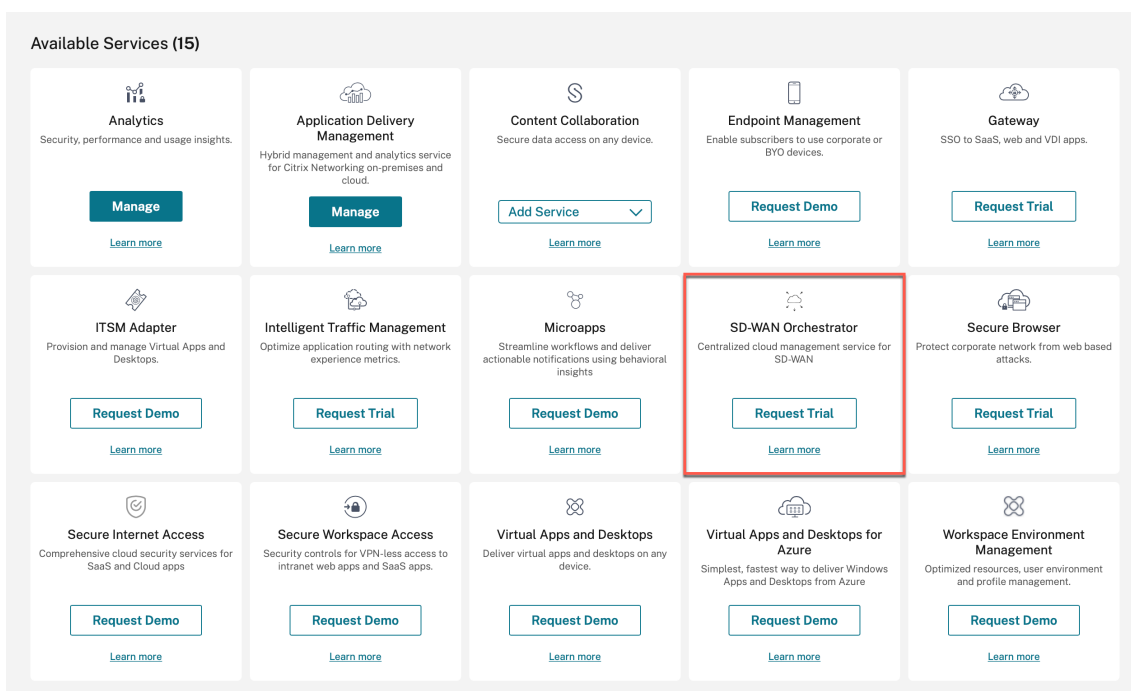 Available Services (15)
Analytics
Security, performance and usage insights.
Manage
Learn more
Application Delivery
Management
Hybrid management and analytics service
for Citrix Networking on-premises and
cloud.
Manage
Learn more
Content Collaboration
Secure data access on any device.
Add Service
Learn more
Endpoint Management
Enable subscribers to use corporate or
BYO devices.
Request Demo
Learn more
Gateway
SSO to SaaS, web and VDI apps.
Request Trial
Learn more
ITSM Adapter
Provision and manage Virtual Apps and
Desktops.
Request Demo
Learn more
Intelligent Traffic Management
Optimize application routing with network
experience metrics.
Request Trial
Learn more
Microapps
Streamline workflows and deliver
actionable notifications using behavioral
insights
Request Demo
Learn more
SD-WAN Orchestrator
Centralized cloud management service for
SD-WAN
Request Trial
Learn more
Secure Browser
Protect corporate network from web based
attacks.
Request Trial
Learn more
Secure Internet Access
Comprehensive cloud security services for
SaaS and Cloud apps
Request Demo
Learn more
Secure Workspace Access
Security controls for VPN-less access to
intranet web apps and SaaS apps.
Request Demo
Learn more
Virtual Apps and Desktops
Deliver virtual apps and desktops on any
device.
Request Demo
Learn more
Virtual Apps and Desktops for
Azure
Simplest, fastest way to deliver Windows
Apps and Desktops from Azure
Request Demo
Learn more
Workspace Environment
Management
Optimized resources, user environment
and profile management.
Request Demo
Learn more